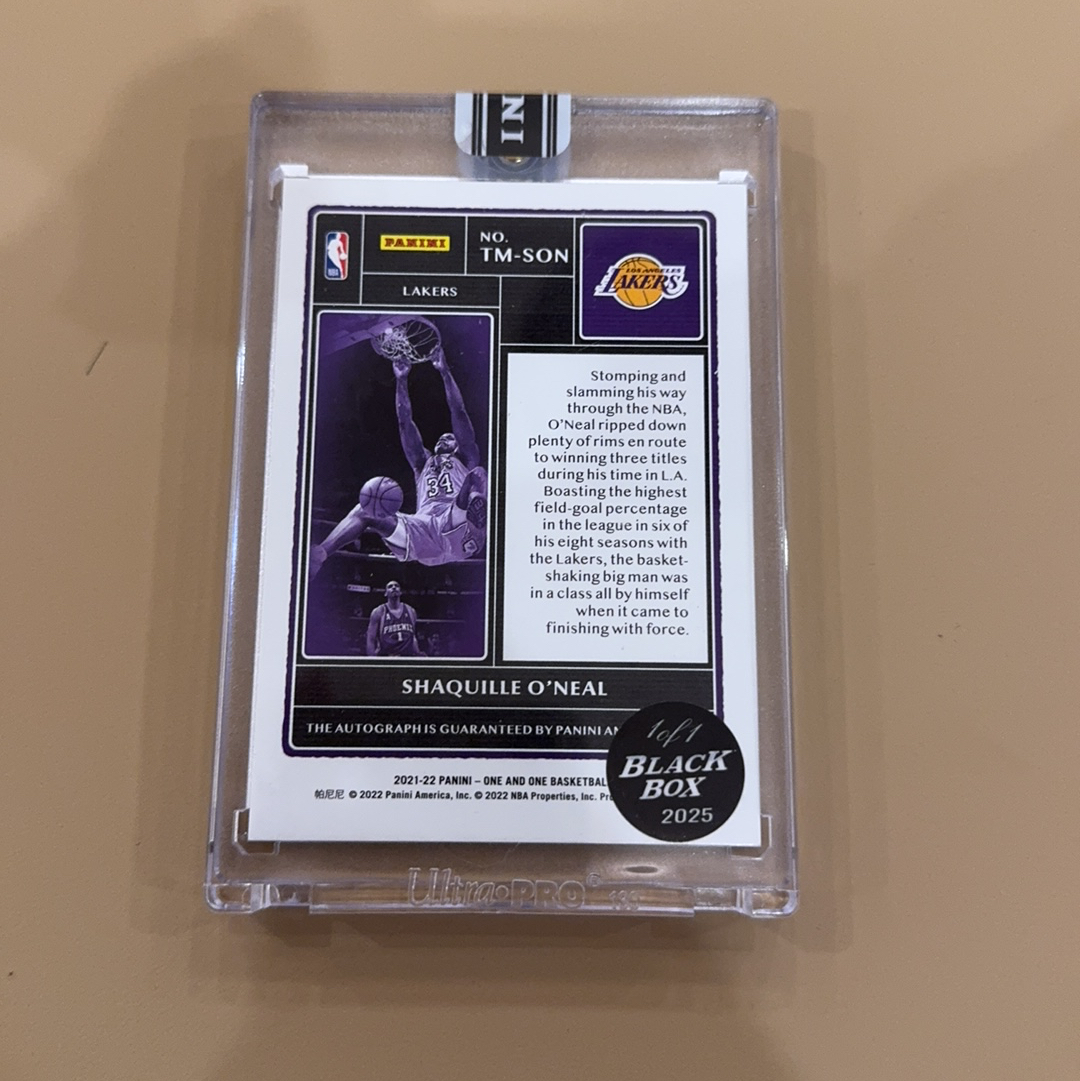 IN
PANINI
NO.
TM-SON
LOS ANGELES
LAKERS
NBA
LAKERS
34
PHOENIX
1
Stomping and
slamming his way
through the NBA,
O'Neal ripped down
plenty of rims en route
to winning three titles
during his time in L.A.
Boasting the highest
field-goal percentage
in the league in six of
his eight seasons with
the Lakers, the basket-
shaking big man was
in a class all by himself
when it came to
finishing with force.
SHAQUILLE O'NEAL
THE AUTOGRAPH IS GUARANTEED BY PANINI
2021-22 PANINI – ONE AND ONE BASKETBAL
帕尼尼 © 2022 Panini America, Inc. © 2022 NBA Properties, Inc.
1 of 1
BLACK
BOX
2025
Ultra·PRO